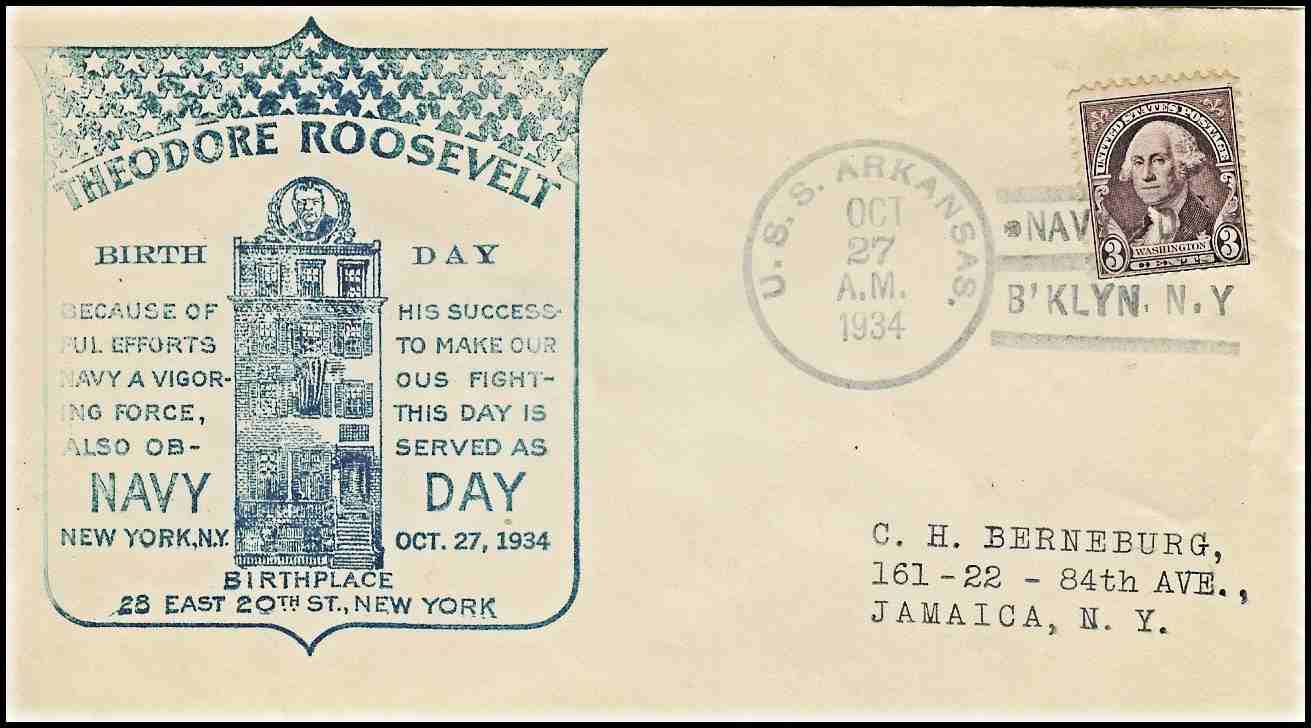 THEODORE ROOSEVELT
BIRTH DAY
BECAUSE OF HIS SUCCESS-
FUL EFFORTS TO MAKE OUR
NAVY A VIGOR- OUS FIGHT-
ING FORCE, THIS DAY IS
ALSO OB- SERVED AS
NAVY DAY
NEW YORK, N.Y. OCT. 27, 1934
BIRTHPLACE
28 EAST 20TH ST., NEW YORK
U. S. S. ARKANSAS.
OCT
27
A.M.
1934
NAV D
B'KLYN. N. Y
UNITED STATES POSTAGE
3 WASHINGTON 3
CENTS
C. H. BERNEBURG,
161-22 - 84th AVE.,
JAMAICA, N. Y.